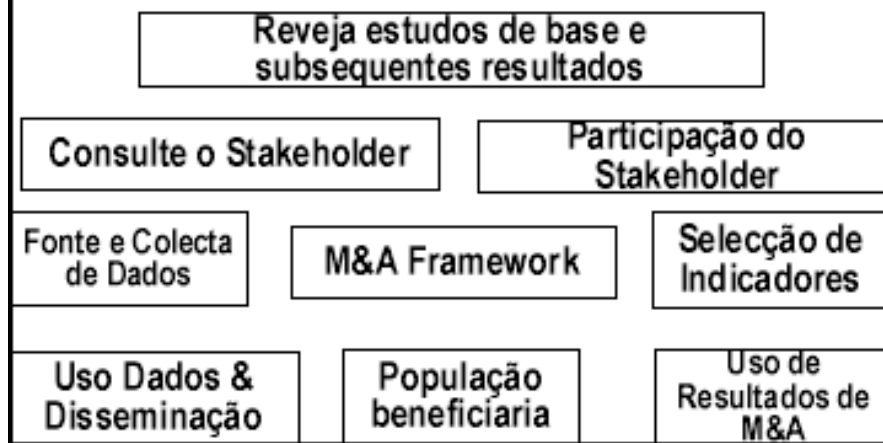 Reveja estudos de base e
subsequentes resultados
Consulte o Stakeholder
Participação do
Stakeholder
Fonte e Colecta
de Dados
M&A Framework
Selecção de
Indicadores
Uso Dados &
Disseminação
População
beneficiaria
Uso de
Resultados de
M&A